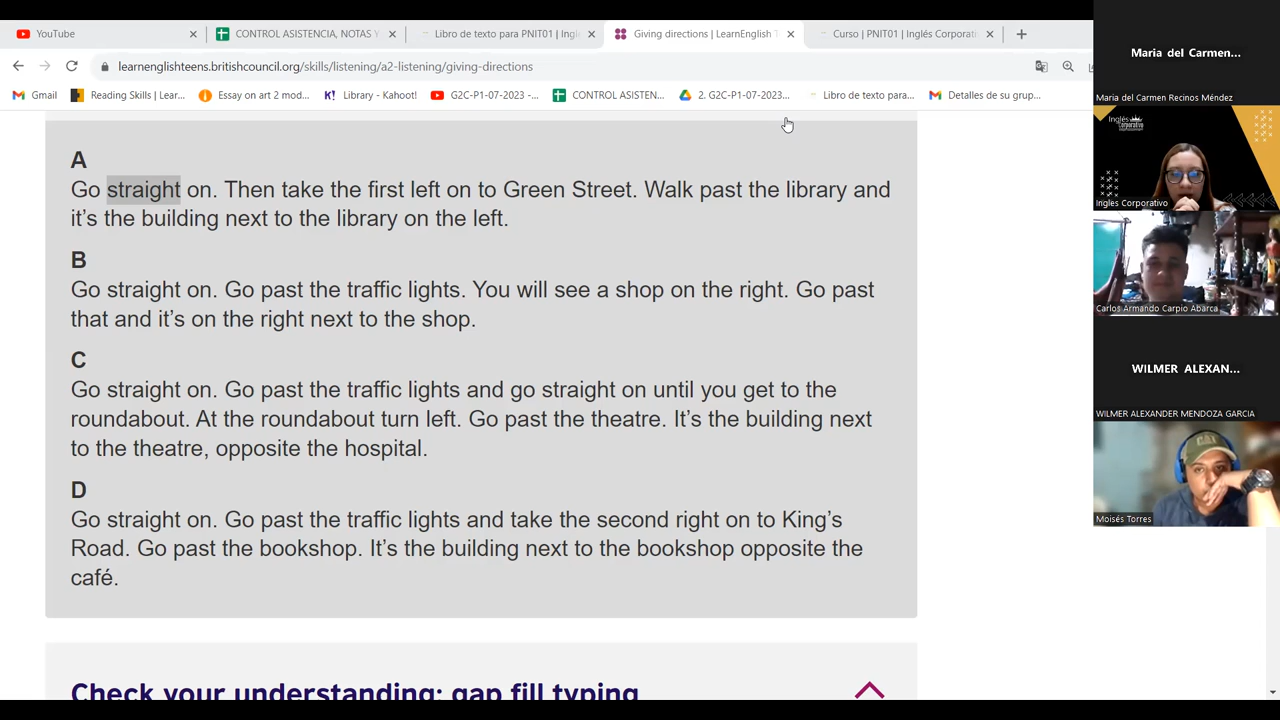 YouTube
CONTROL ASISTENCIA, NOTAS Y
Libro de texto para PNIT01 | Ingl
Giving directions | LearnEnglish T
Curso | PNIT01 | Inglés Corporati
learnenglishteens.britishcouncil.org/skills/listening/a2-listening/giving-directions
Gmail
Reading Skills | Lear...
Essay on art 2 mod...
Library - Kahoot!
G2C-P1-07-2023 -...
CONTROL ASISTEN...
2. G2C-P1-07-2023...
Libro de texto para...
Detalles de su grup...
A
Go straight on. Then take the first left on to Green Street. Walk past the library and
it’s the building next to the library on the left.
B
Go straight on. Go past the traffic lights. You will see a shop on the right. Go past
that and it’s on the right next to the shop.
C
Go straight on. Go past the traffic lights and go straight on until you get to the
roundabout. At the roundabout turn left. Go past the theatre. It’s the building next
to the theatre, opposite the hospital.
D
Go straight on. Go past the traffic lights and take the second right on to King’s
Road. Go past the bookshop. It’s the building next to the bookshop opposite the
café.
Check your understanding: gap fill typing
Maria del Carmen...
Maria del Carmen Recinos Méndez
Inglés
Corporativo
Ingles Corporativo
Carlos Armando Carpio Abarca
WILMER ALEXAN...
WILMER ALEXANDER MENDOZA GARCIA
CAT
Moisés Torres